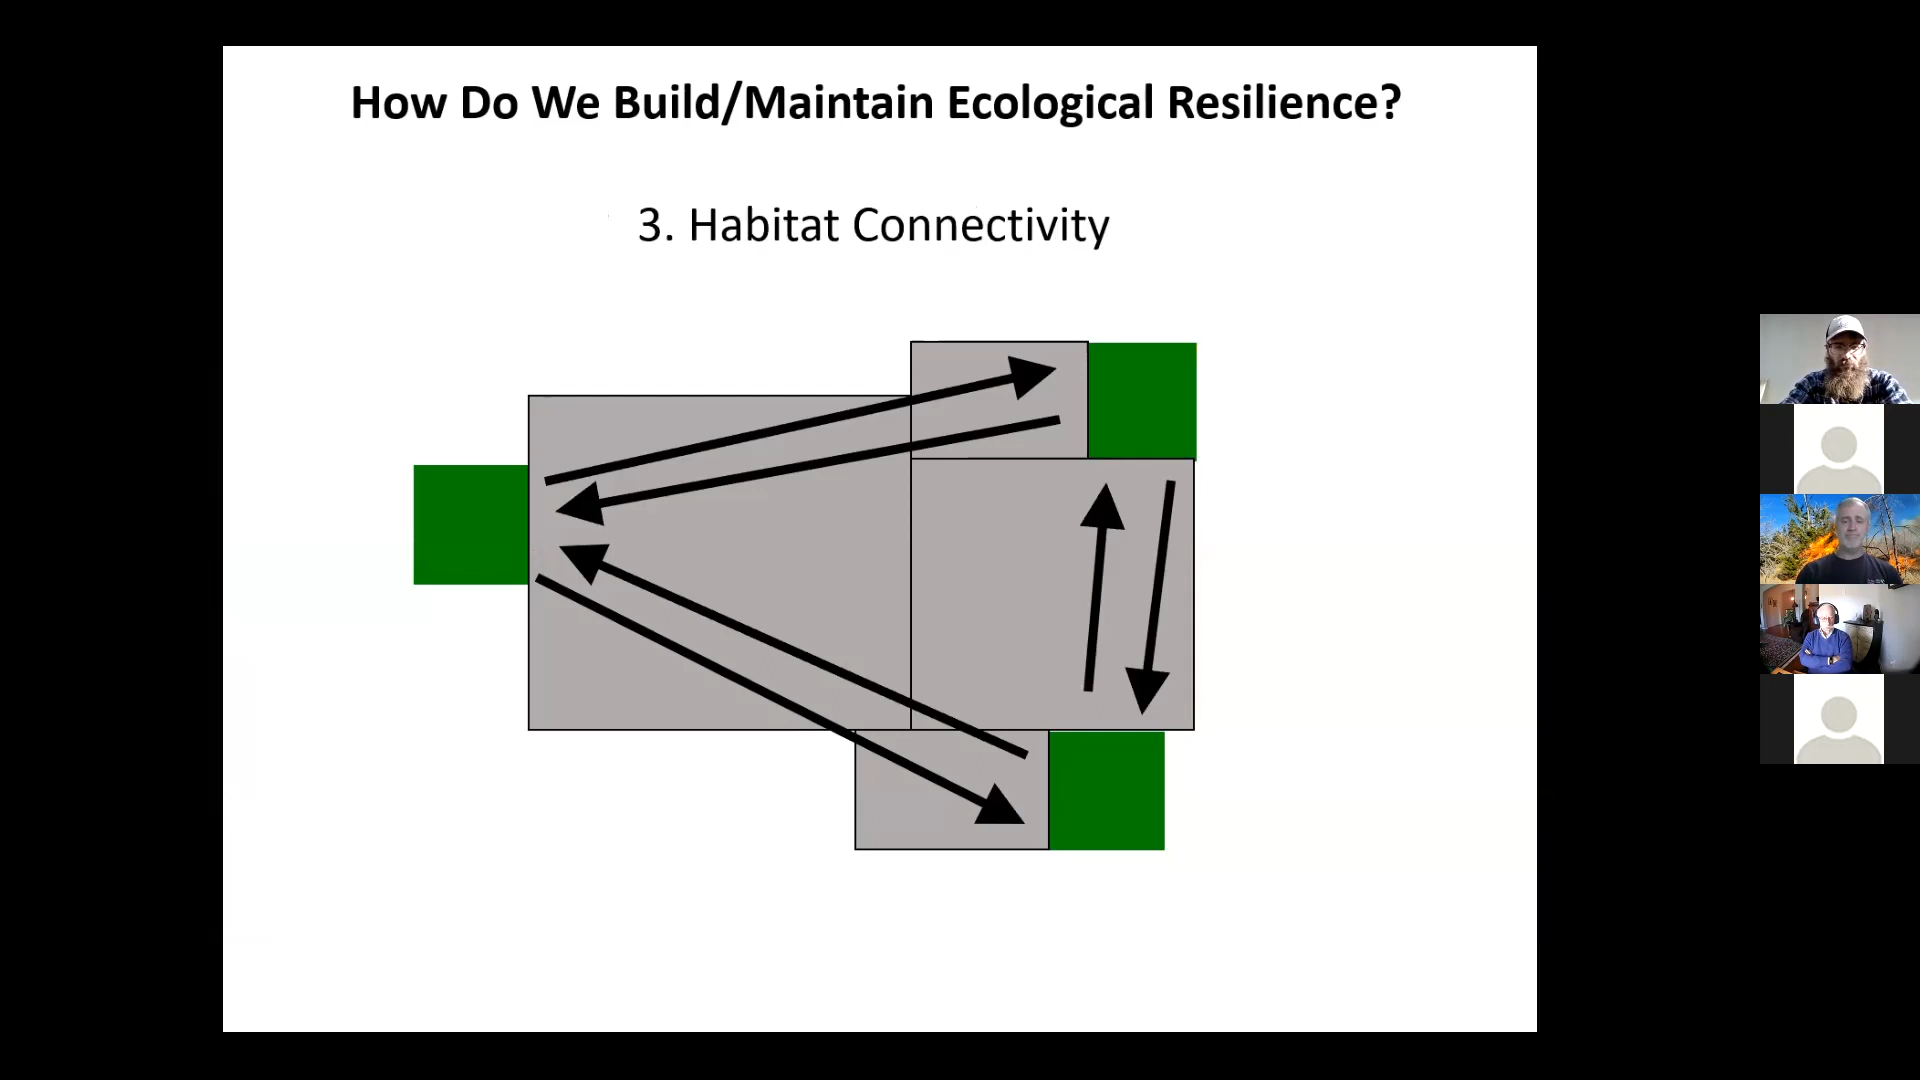 How Do We Build/Maintain Ecological Resilience?
3. Habitat Connectivity